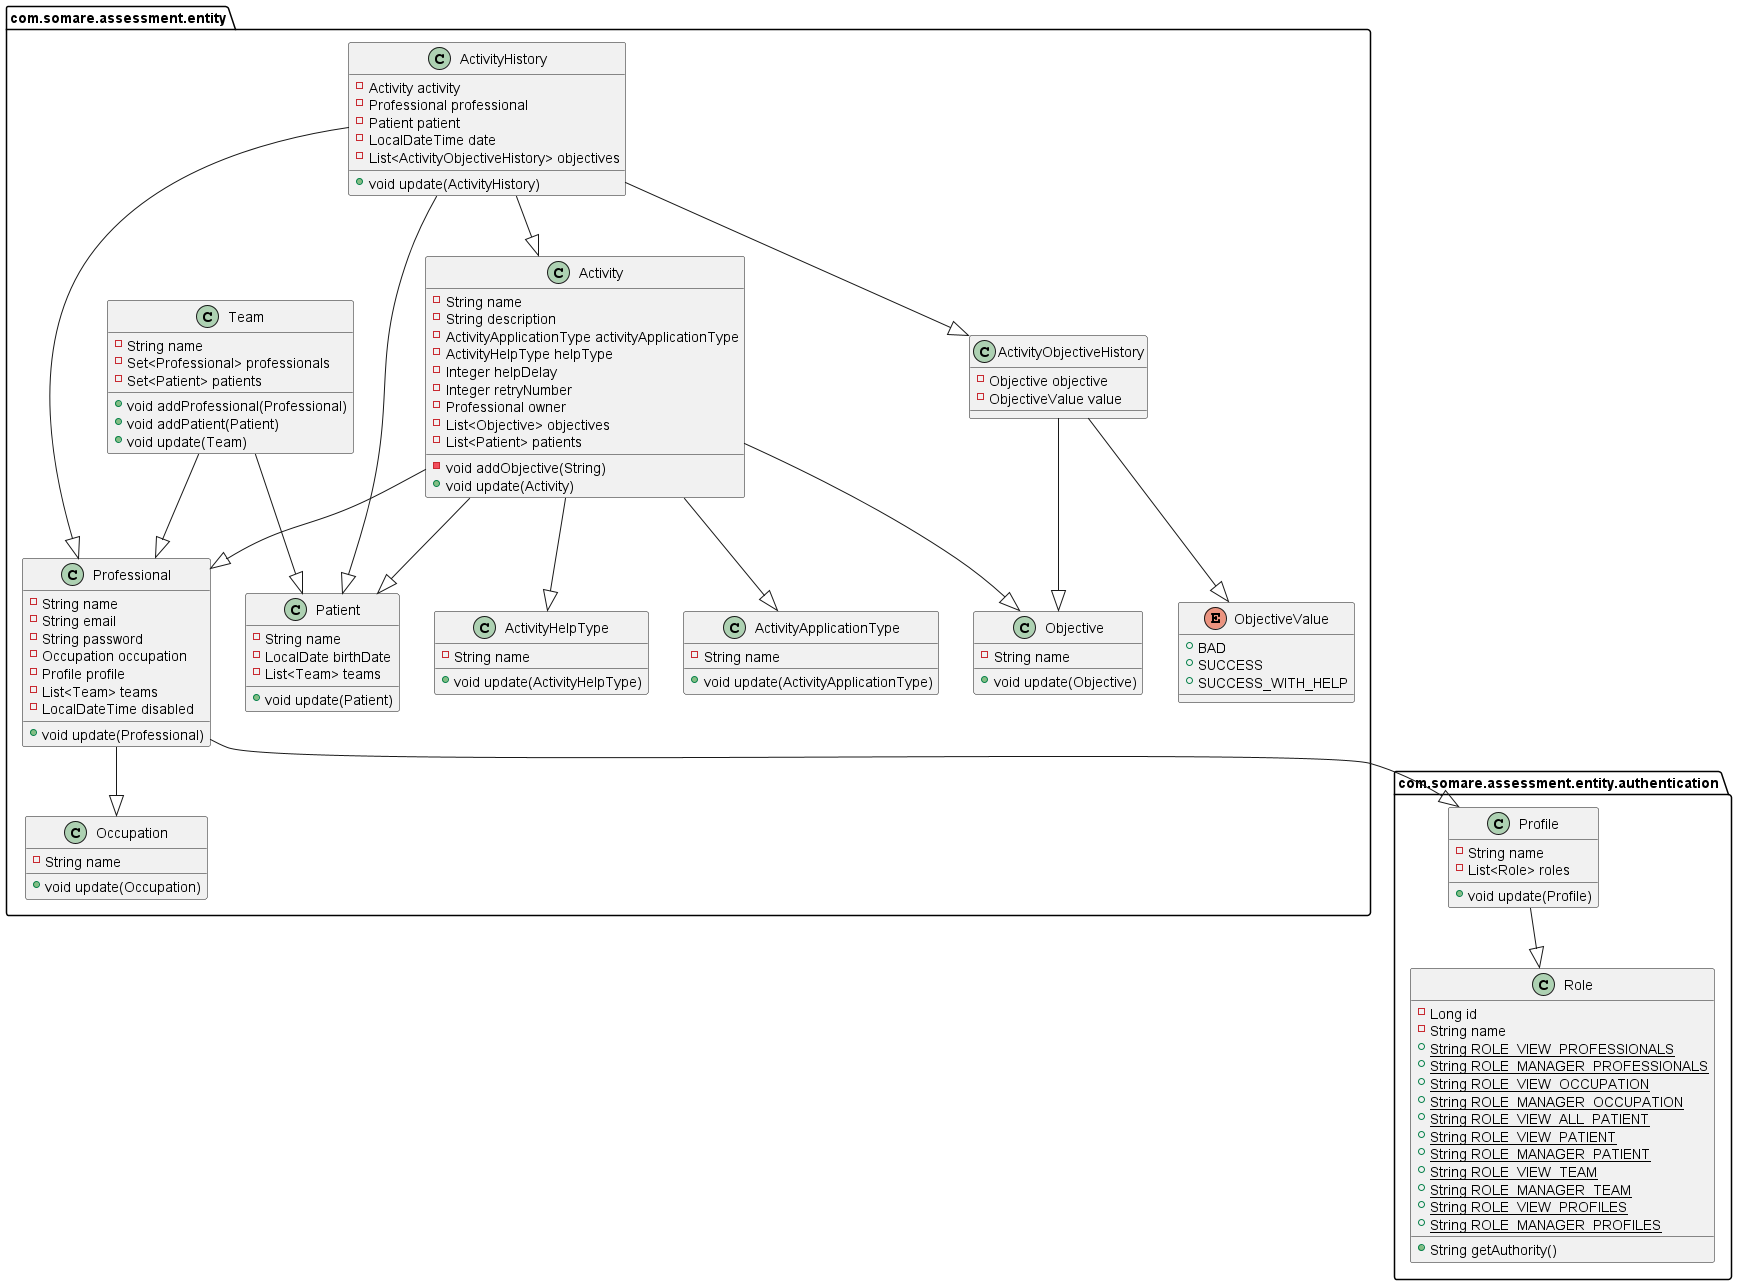 com.somare.assessment.entity
C ActivityHistory
Activity activity
Professional professional
Patient patient
LocalDateTime date
List<ActivityObjectiveHistory> objectives
void update(ActivityHistory)
C Team
String name
Set<Professional> professionals
Set<Patient> patients
void addProfessional(Professional)
void addPatient(Patient)
void update(Team)
C Activity
String name
String description
ActivityApplicationType activityApplicationType
ActivityHelpType helpType
Integer helpDelay
Integer retryNumber
Professional owner
List<Objective> objectives
List<Patient> patients
void addObjective(String)
void update(Activity)
C ActivityObjectiveHistory
Objective objective
ObjectiveValue value
C Professional
String name
String email
String password
Occupation occupation
Profile profile
List<Team> teams
LocalDateTime disabled
void update(Professional)
C Patient
String name
LocalDate birthDate
List<Team> teams
void update(Patient)
C ActivityHelpType
String name
void update(ActivityHelpType)
C ActivityApplicationType
String name
void update(ActivityApplicationType)
C Objective
String name
void update(Objective)
E ObjectiveValue
BAD
SUCCESS
SUCCESS_WITH_HELP
C Occupation
String name
void update(Occupation)
com.somare.assessment.entity.authentication
C Profile
String name
List<Role> roles
void update(Profile)
C Role
Long id
String name
String ROLE_VIEW_PROFESSIONALS
String ROLE_MANAGER_PROFESSIONALS
String ROLE_VIEW_OCCUPATION
String ROLE_MANAGER_OCCUPATION
String ROLE_VIEW_ALL_PATIENT
String ROLE_VIEW_PATIENT
String ROLE_MANAGER_PATIENT
String ROLE_VIEW_TEAM
String ROLE_MANAGER_TEAM
String ROLE_VIEW_PROFILES
String ROLE_MANAGER_PROFILES
String getAuthority()